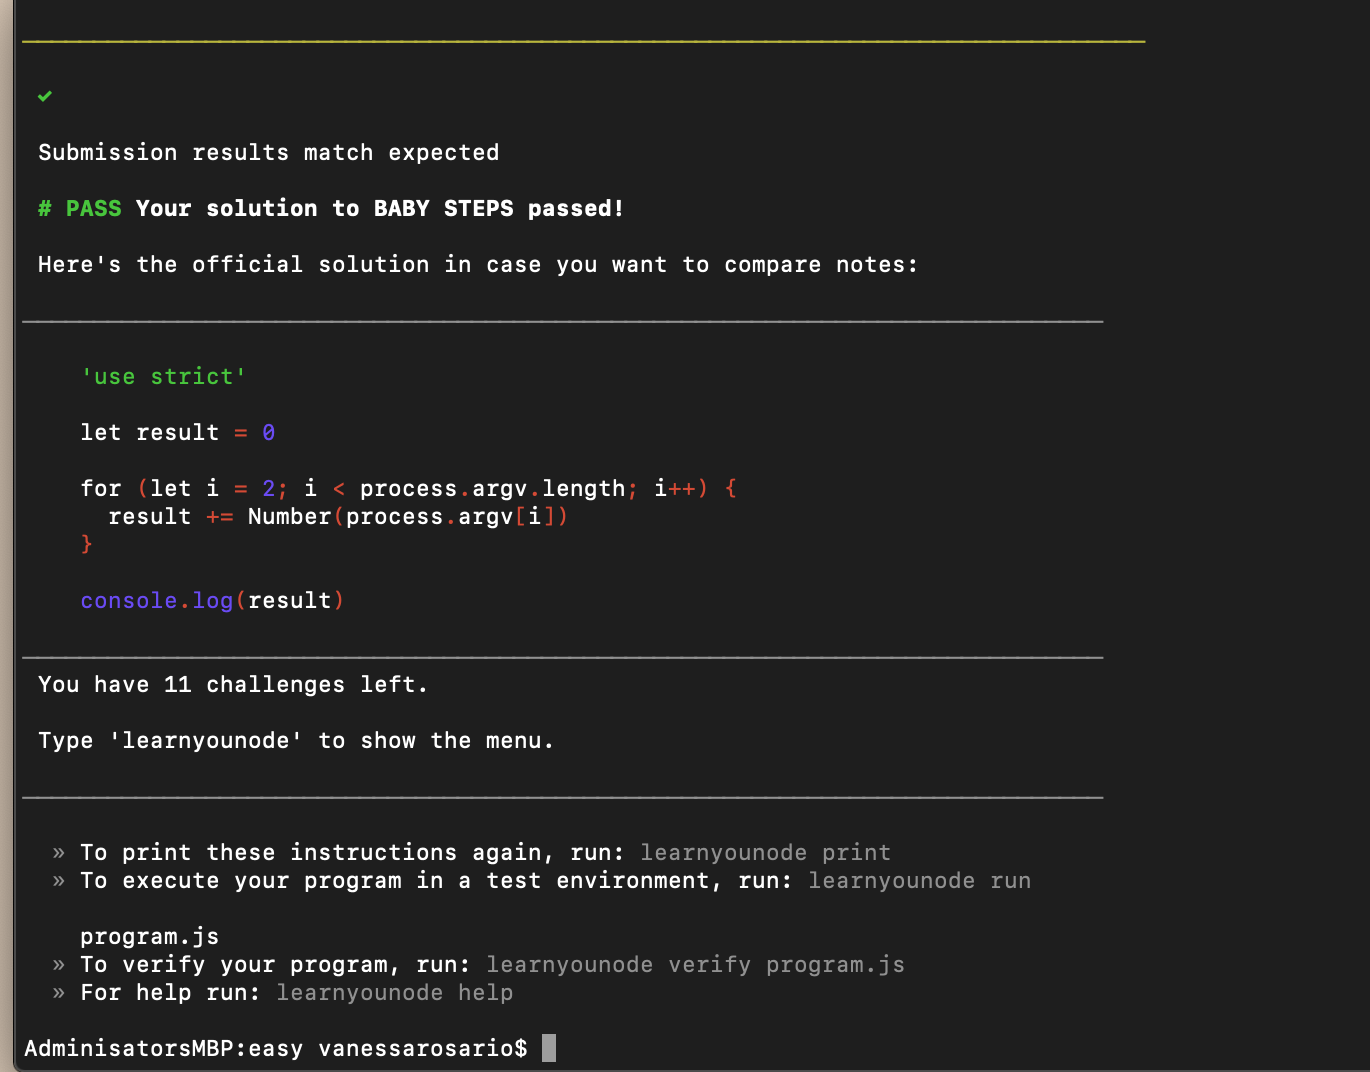 ✔
Submission results match expected
# PASS Your solution to BABY STEPS passed!
Here's the official solution in case you want to compare notes:
'use strict'
let result = 0
for (let i = 2; i < process.argv.length; i++) {
result += Number(process.argv[i])
}
console.log(result)
You have 11 challenges left.
Type 'learnyounode' to show the menu.
» To print these instructions again, run: learnyounode print
» To execute your program in a test environment, run: learnyounode run
program.js
» To verify your program, run: learnyounode verify program.js
» For help run: learnyounode help
AdminisatorsMBP:easy vanessarosario$